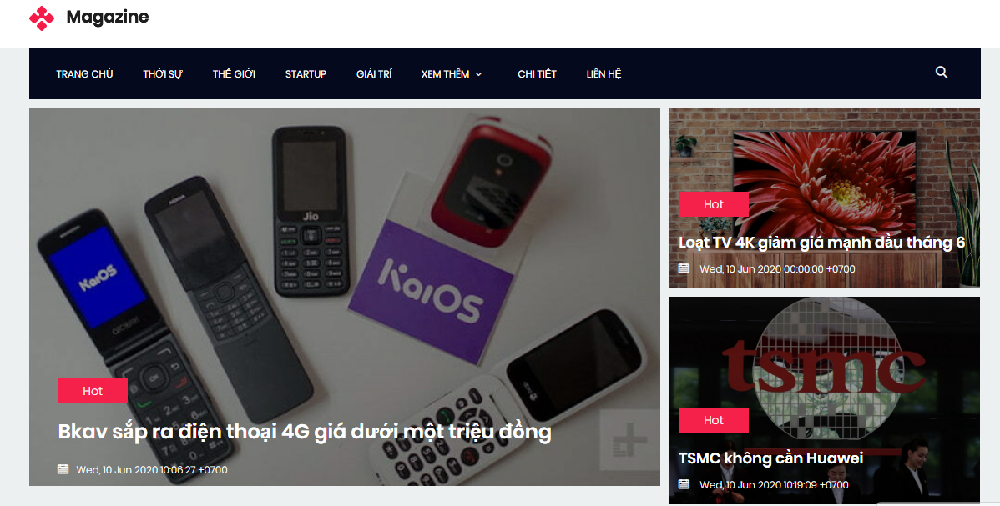 Magazine
TRANG CHỦ THỜI SỰ THẾ GIỚI STARTUP GIẢI TRÍ XEM THÊM CHI TIẾT LIÊN HỆ
NOKIA
Jio
KaiOS
alcatel
KaiOS
Hot
Bkav sắp ra điện thoại 4G giá dưới một triệu đồng
Wed, 10 Jun 2020 10:06:27 +0700
Hot
Loạt TV 4K giảm giá mạnh đầu tháng 6
Wed, 10 Jun 2020 00:00:00 +0700
tsmc
Hot
TSMC không cần Huawei
Wed, 10 Jun 2020 10:19:09 +0700